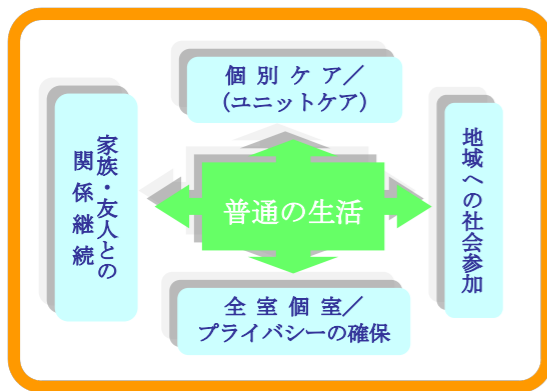 個別ケア／
（ユニットケア）
家族・友人との
関係継続
普通の生活
地域への社会参加
全室個室／
プライバシーの確保